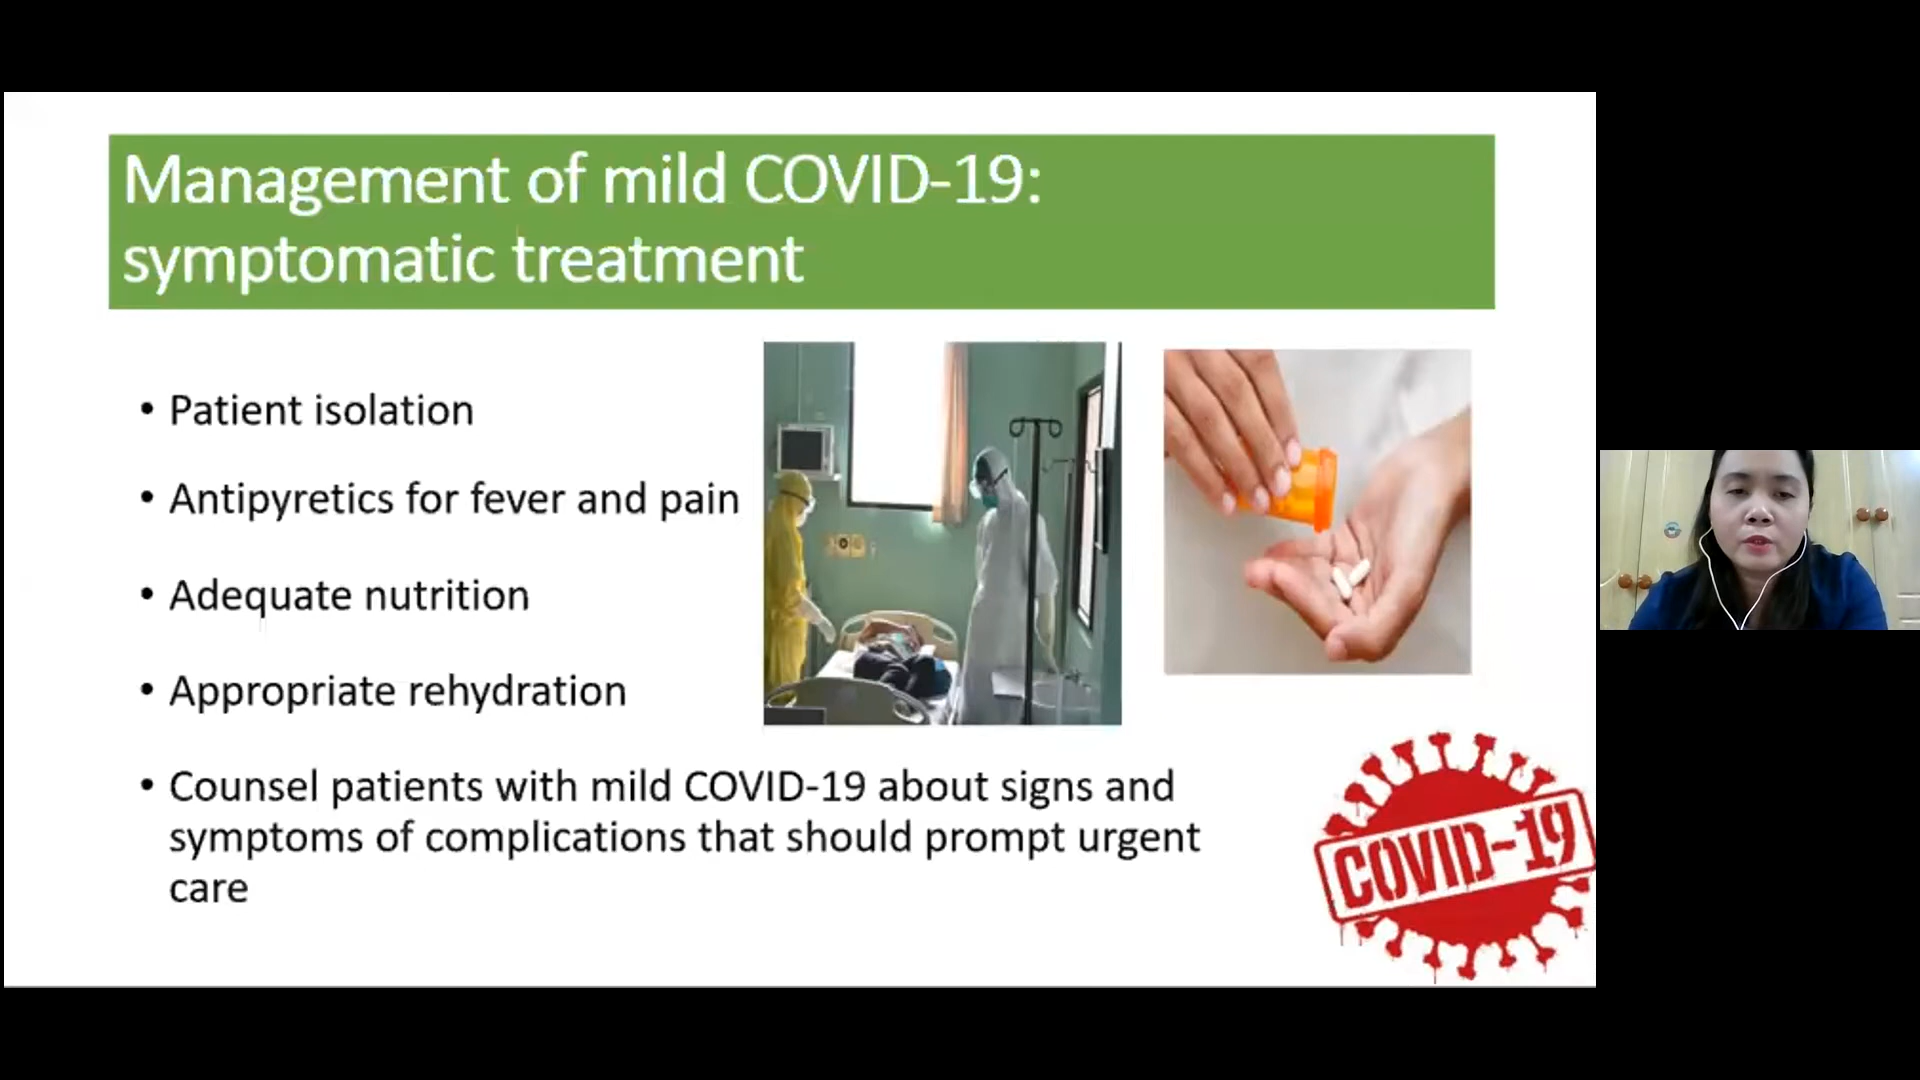 Management of mild COVID-19:
symptomatic treatment
• Patient isolation
• Antipyretics for fever and pain
• Adequate nutrition
• Appropriate rehydration
• Counsel patients with mild COVID-19 about signs and
symptoms of complications that should prompt urgent
care
COVID-19